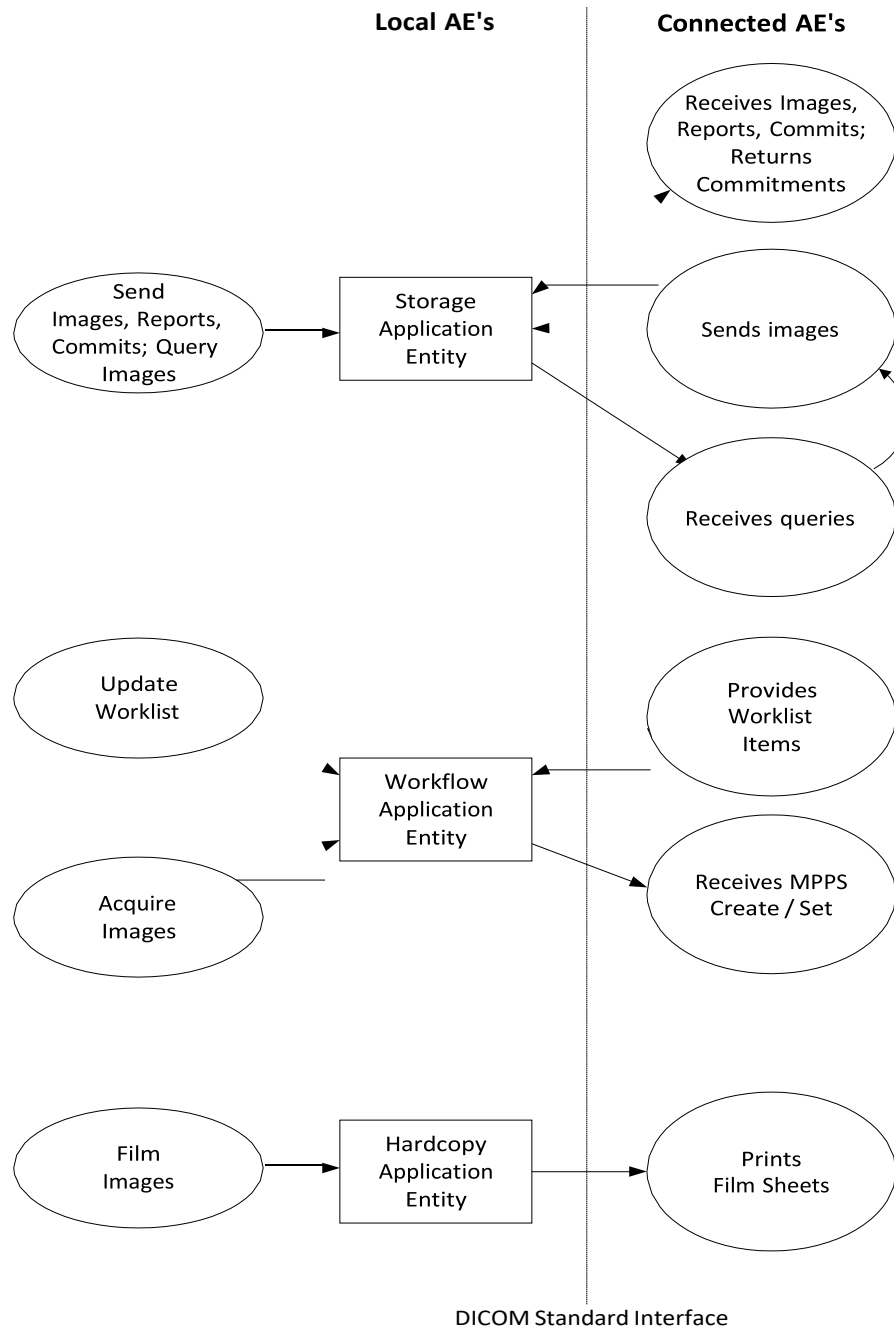 Local AE's
Connected AE's
Receives Images,
Reports, Commits;
Returns
Commitments
Send
Images, Reports,
Commits; Query
Images
Storage
Application
Entity
Sends images
Receives queries
Update
Worklist
Provides
Worklist
Items
Workflow
Application
Entity
Acquire
Images
Receives MPPS
Create / Set
Film
Images
Hardcopy
Application
Entity
Prints
Film Sheets
DICOM Standard Interface